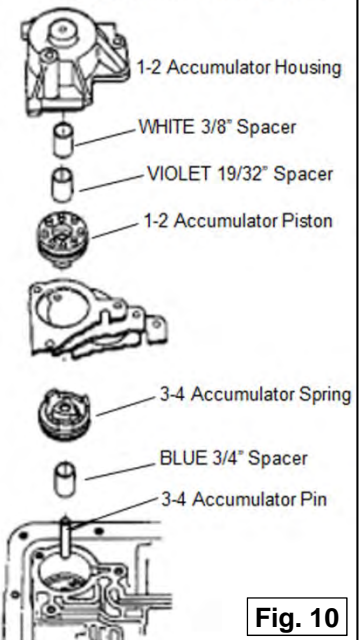 1-2 Accumulator Housing
WHITE 3/8" Spacer
VIOLET 19/32" Spacer
1-2 Accumulator Piston
3-4 Accumulator Spring
BLUE 3/4" Spacer
3-4 Accumulator Pin
Fig. 10